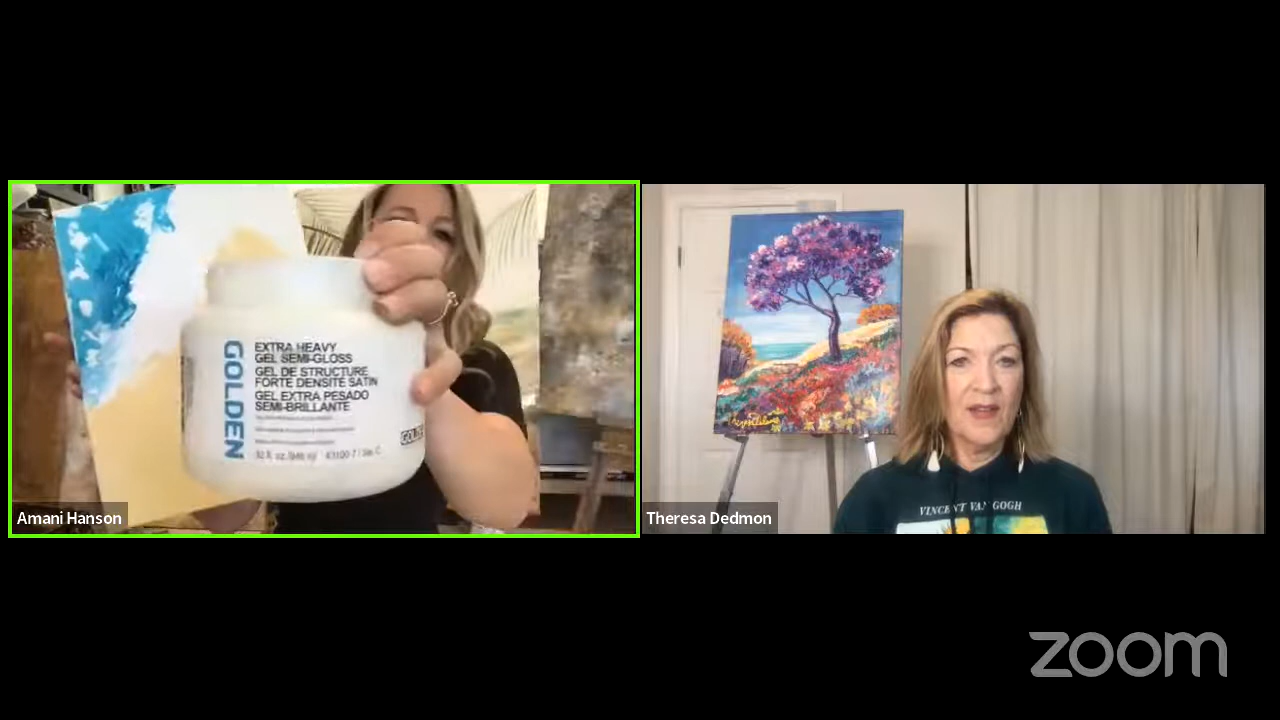 GOLDEN
EXTRA HEAVY
GEL SEMI-GLOSS
GEL DE STRUCTURE
FORTE DENSITÉ SATIN
GEL EXTRA PESADO
SEMI-BRILLANTE
Amani Hanson
VINCENT VAN GOGH
Theresa Dedmon
zoom